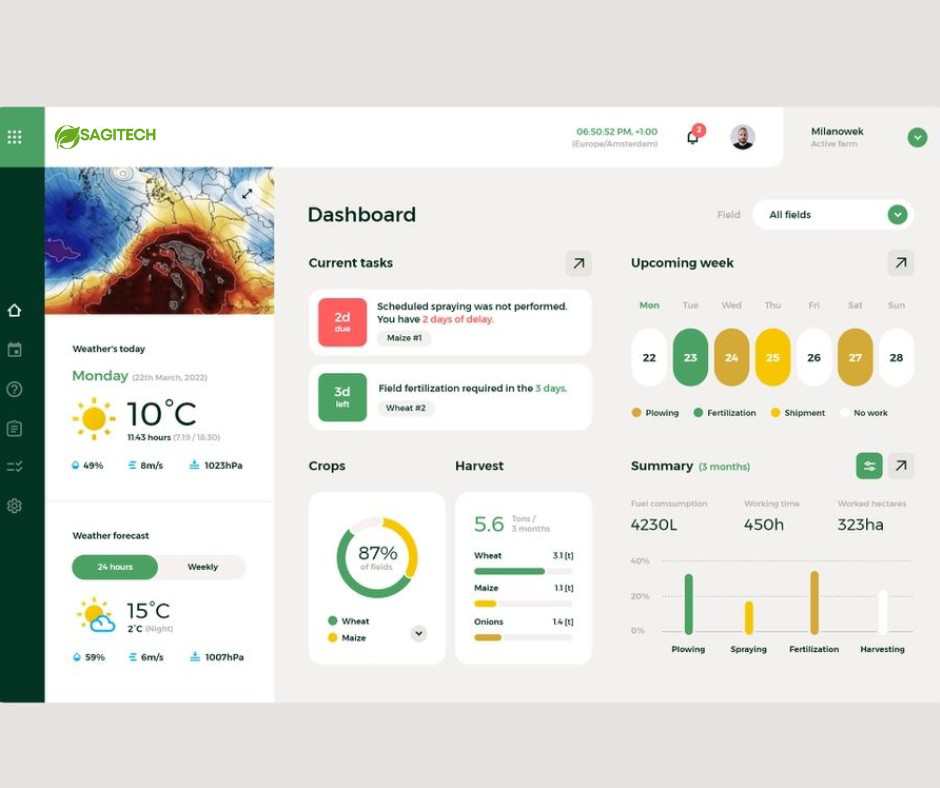 SAGITECH
06:50:52 PM, +1:00
(Europe/Amsterdam)
2
Milanowek
Active farm
Dashboard
Field
All fields
Current tasks
2d
due
Scheduled spraying was not performed.
You have 2 days of delay.
Maize #1
3d
left
Field fertilization required in the 3 days.
Wheat #2
Upcoming week
Mon Tue Wed Thu Fri Sat Sun
22 23 24 25 26 27 28
Plowing Fertilization Shipment No work
Weather's today
Monday (22th March, 2022)
10°C
11:43 hours (7:19 / 18:30)
49% 8m/s 1023hPa
Weather forecast
24 hours Weekly
15°C
2°C (Night)
59% 6m/s 1007hPa
Crops
87%
of fields
Wheat
Maize
Harvest
5.6 Tons /
3 months
Wheat 3.1 [t]
Maize 1.1 [t]
Onions 1.4 [t]
Summary (3 months)
Fuel comsumption Working time Worked hectares
4230L 450h 323ha
40%
20%
0%
Plowing Spraying Fertilization Harvesting